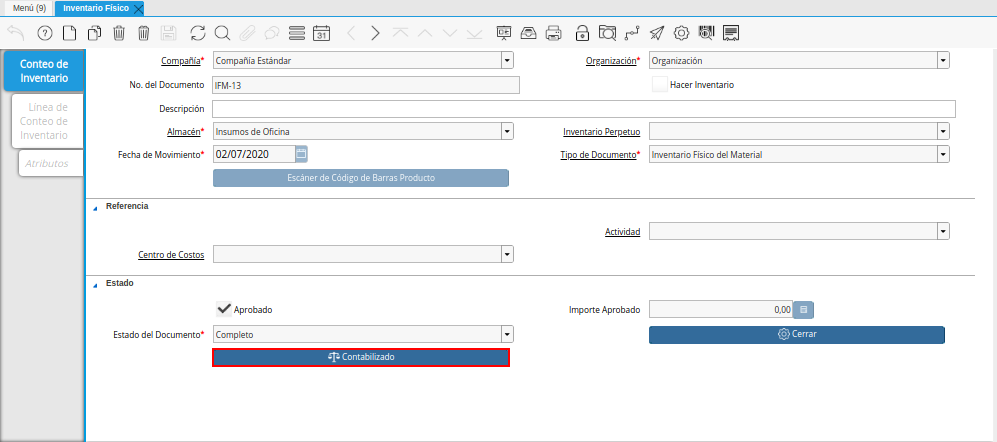 Menú (9) Inventario Físico
31
Conteo de
Inventario
Línea de
Conteo de
Inventario
Atributos
Compañía* Compañía Estándar Organización* Organización
No. del Documento IFM-13 Hacer Inventario
Descripción
Almacén* Insumos de Oficina Inventario Perpetuo
Fecha de Movimiento* 02/07/2020 Tipo de Documento* Inventario Físico del Material
Escáner de Código de Barras Producto
Referencia
Actividad
Centro de Costos
Estado
Aprobado Importe Aprobado 0,00
Estado del Documento* Completo Cerrar
Contabilizado